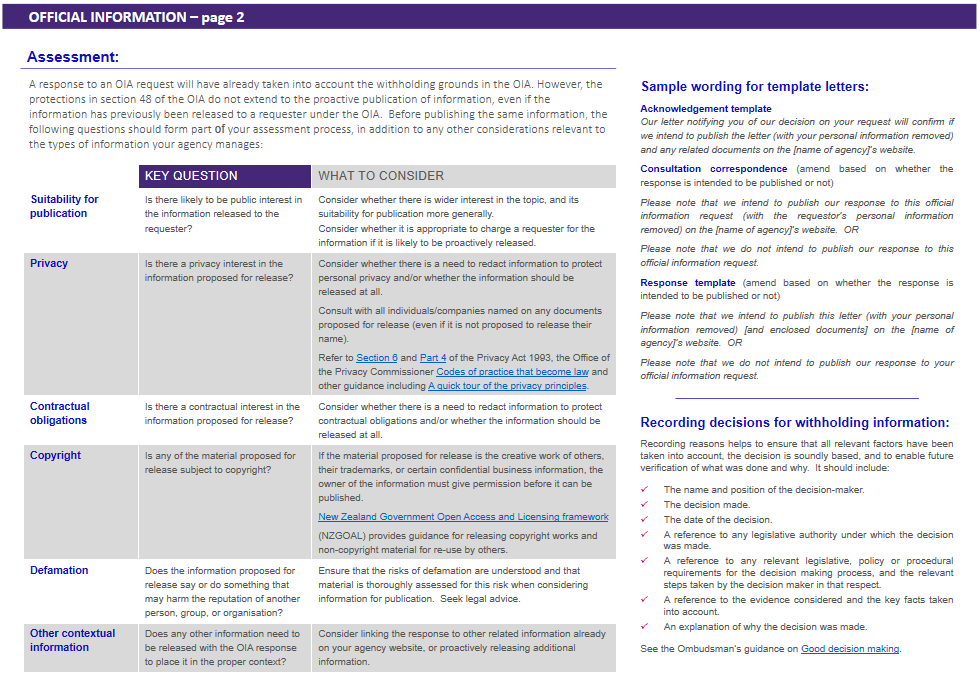 OFFICIAL INFORMATION – page 2
Assessment:
A response to an OIA request will have already taken into account the withholding grounds in the OIA. However, the
protections in section 48 of the OIA do not extend to the proactive publication of information, even if the
information has previously been released to a requester under the OIA. Before publishing the same information, the
following questions should form part of your assessment process, in addition to any other considerations relevant to
the types of information your agency manages:
KEY QUESTION
WHAT TO CONSIDER
Suitability for
publication
Is there likely to be public interest in
the information released to the
requester?
Consider whether there is wider interest in the topic, and its
suitability for publication more generally.
Consider whether it is appropriate to charge a requester for the
information if it is likely to be proactively released.
Privacy
Is there a privacy interest in the
information proposed for release?
Consider whether there is a need to redact information to protect
personal privacy and/or whether the information should be
released at all.
Consult with all individuals/companies named on any documents
proposed for release (even if it is not proposed to release their
name).
Refer to Section 6 and Part 4 of the Privacy Act 1993, the Office of
the Privacy Commissioner Codes of practice that become law and
other guidance including A quick tour of the privacy principles.
Contractual
obligations
Is there a contractual interest in the
information proposed for release?
Consider whether there is a need to redact information to protect
contractual obligations and/or whether the information should be
released at all.
Copyright
Is any of the material proposed for
release subject to copyright?
If the material proposed for release is the creative work of others,
their trademarks, or certain confidential business information, the
owner of the information must give permission before it can be
published.
New Zealand Government Open Access and Licensing framework
(NZGOAL) provides guidance for releasing copyright works and
non-copyright material for re-use by others.
Defamation
Does the information proposed for
release say or do something that
may harm the reputation of another
person, group, or organisation?
Ensure that the risks of defamation are understood and that
material is thoroughly assessed for this risk when considering
information for publication. Seek legal advice.
Other contextual
information
Does any other information need to
be released with the OIA response
to place it in the proper context?
Consider linking the response to other related information already
on your agency website, or proactively releasing additional
information.
Sample wording for template letters:
Acknowledgement template
Our letter notifying you of our decision on your request will confirm if
we intend to publish the letter (with your personal information removed)
and any related documents on the [name of agency]'s website.
Consultation correspondence (amend based on whether the
response is intended to be published or not)
Please note that we intend to publish our response to this official
information request (with the requestor's personal information
removed) on the [name of agency]'s website. OR
Please note that we do not intend to publish our response to this
official information request.
Response template (amend based on whether the response is
intended to be published or not)
Please note that we intend to publish this letter (with your personal
information removed) [and enclosed documents] on the [name of
agency]'s website. OR
Please note that we do not intend to publish our response to your
official information request.
Recording decisions for withholding information:
Recording reasons helps to ensure that all relevant factors have been
taken into account, the decision is soundly based, and to enable future
verification of what was done and why. It should include:
✓ The name and position of the decision-maker.
✓ The decision made.
✓ The date of the decision.
✓ A reference to any legislative authority under which the decision
was made.
✓ A reference to any relevant legislative, policy or procedural
requirements for the decision making process, and the relevant
steps taken by the decision maker in that respect.
✓ A reference to the evidence considered and the key facts taken
into account.
✓ An explanation of why the decision was made.
See the Ombudsman's guidance on Good decision making.